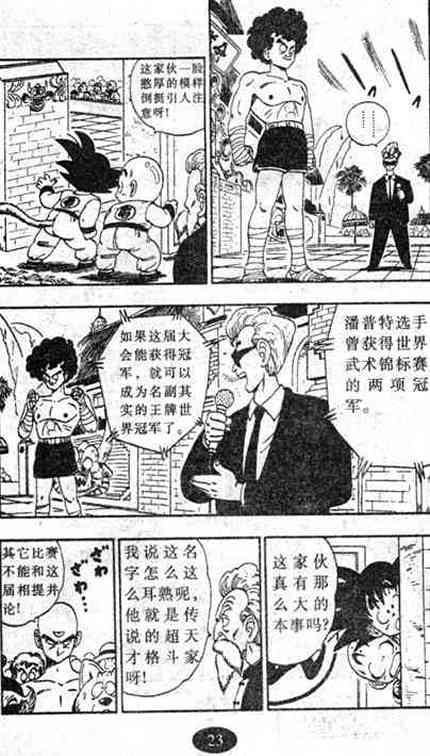 …………
这家伙一脸
憨厚的模样
倒挺引人注
意呀!
潘普特选手
曾获得世界
武术锦标赛
的两项冠
军。
如果这届大
会能获得冠
军，就可以
成为名副其
实的王牌世
界冠军了。
这家伙
真有那
么大的
本事吗?
我说这名
字怎么这
么耳熟呢,
他就是传
说的超天
才格斗家
呀!
ざわ
ざわ…
其它比赛
不能和这
届相提并
论!
23